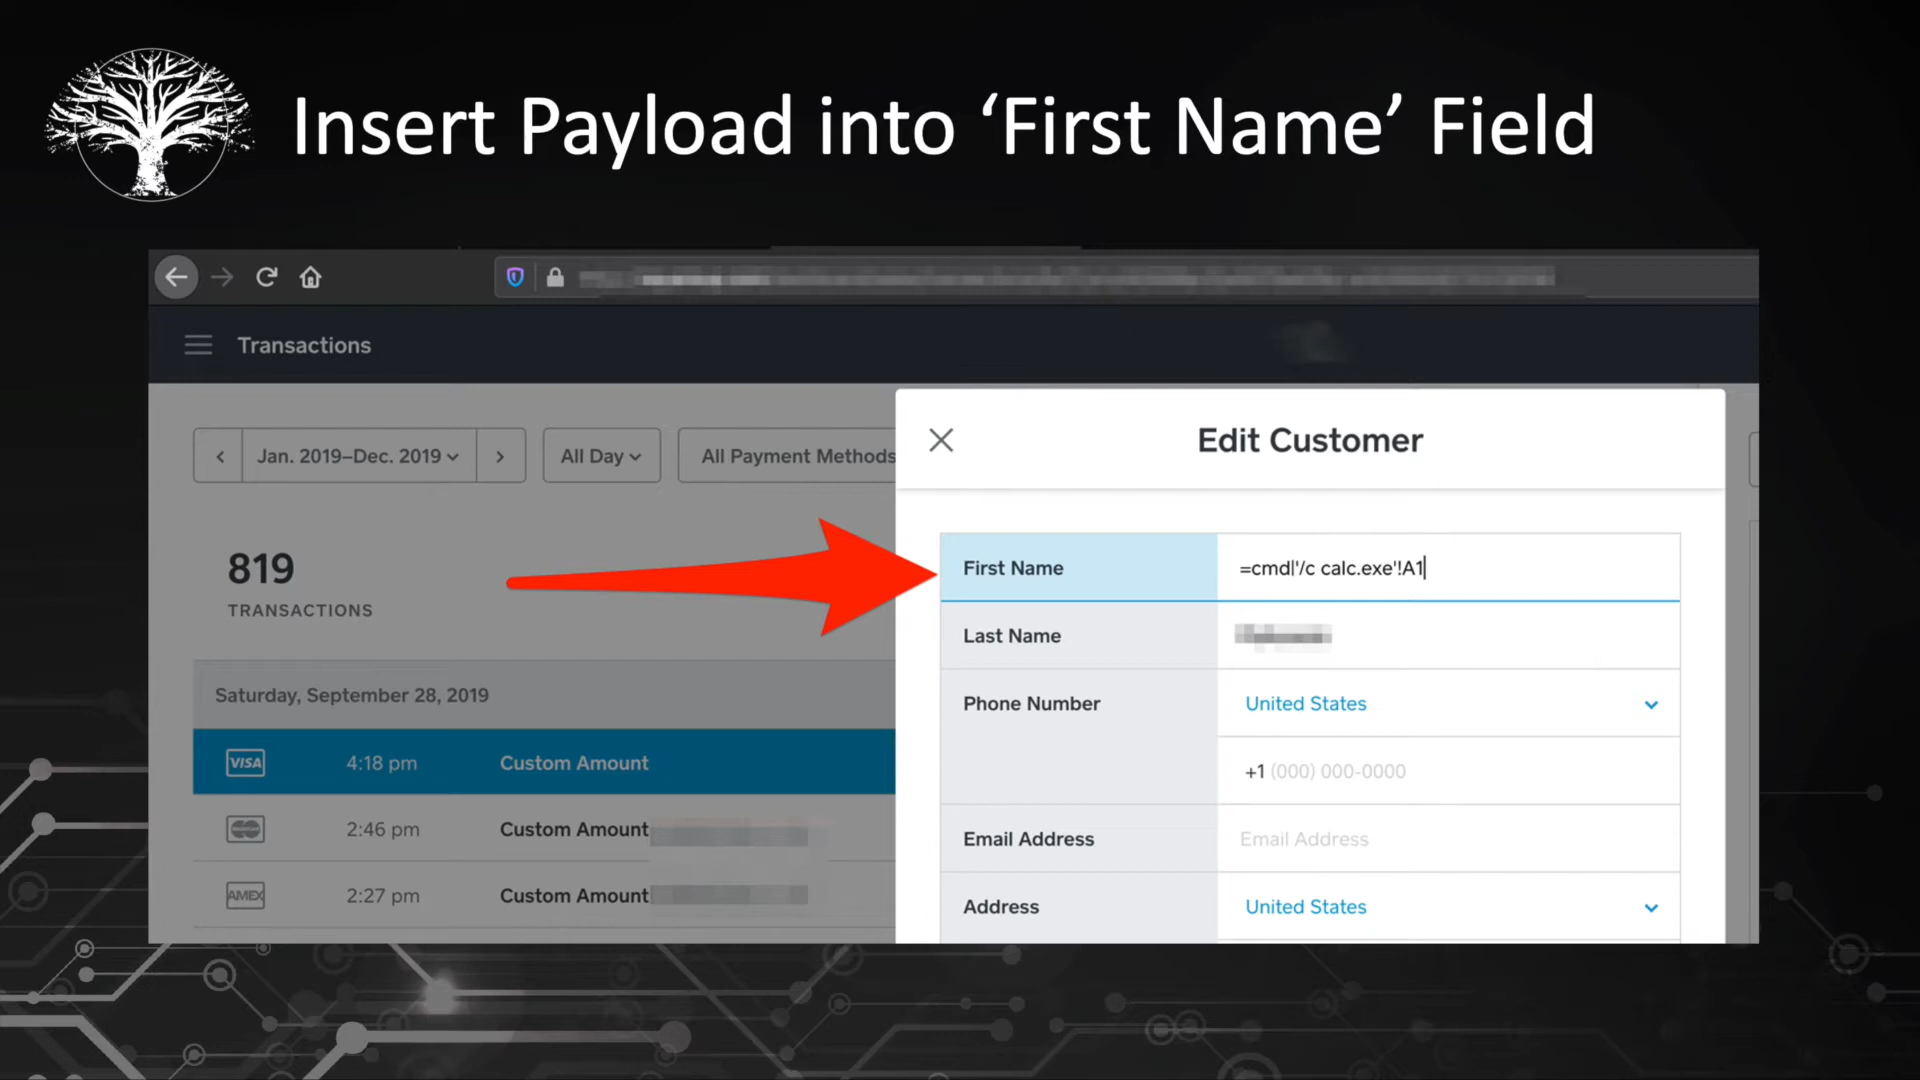 Insert Payload into ‘First Name’ Field
Transactions
Jan. 2019–Dec. 2019
All Day
All Payment Methods
Edit Customer
819
TRANSACTIONS
First Name
=cmd|'/c calc.exe'!A1
Last Name
Phone Number
United States
+1 (000) 000-0000
Email Address
Email Address
Address
United States
Saturday, September 28, 2019
VISA
4:18 pm
Custom Amount
2:46 pm
Custom Amount
AMEX
2:27 pm
Custom Amount